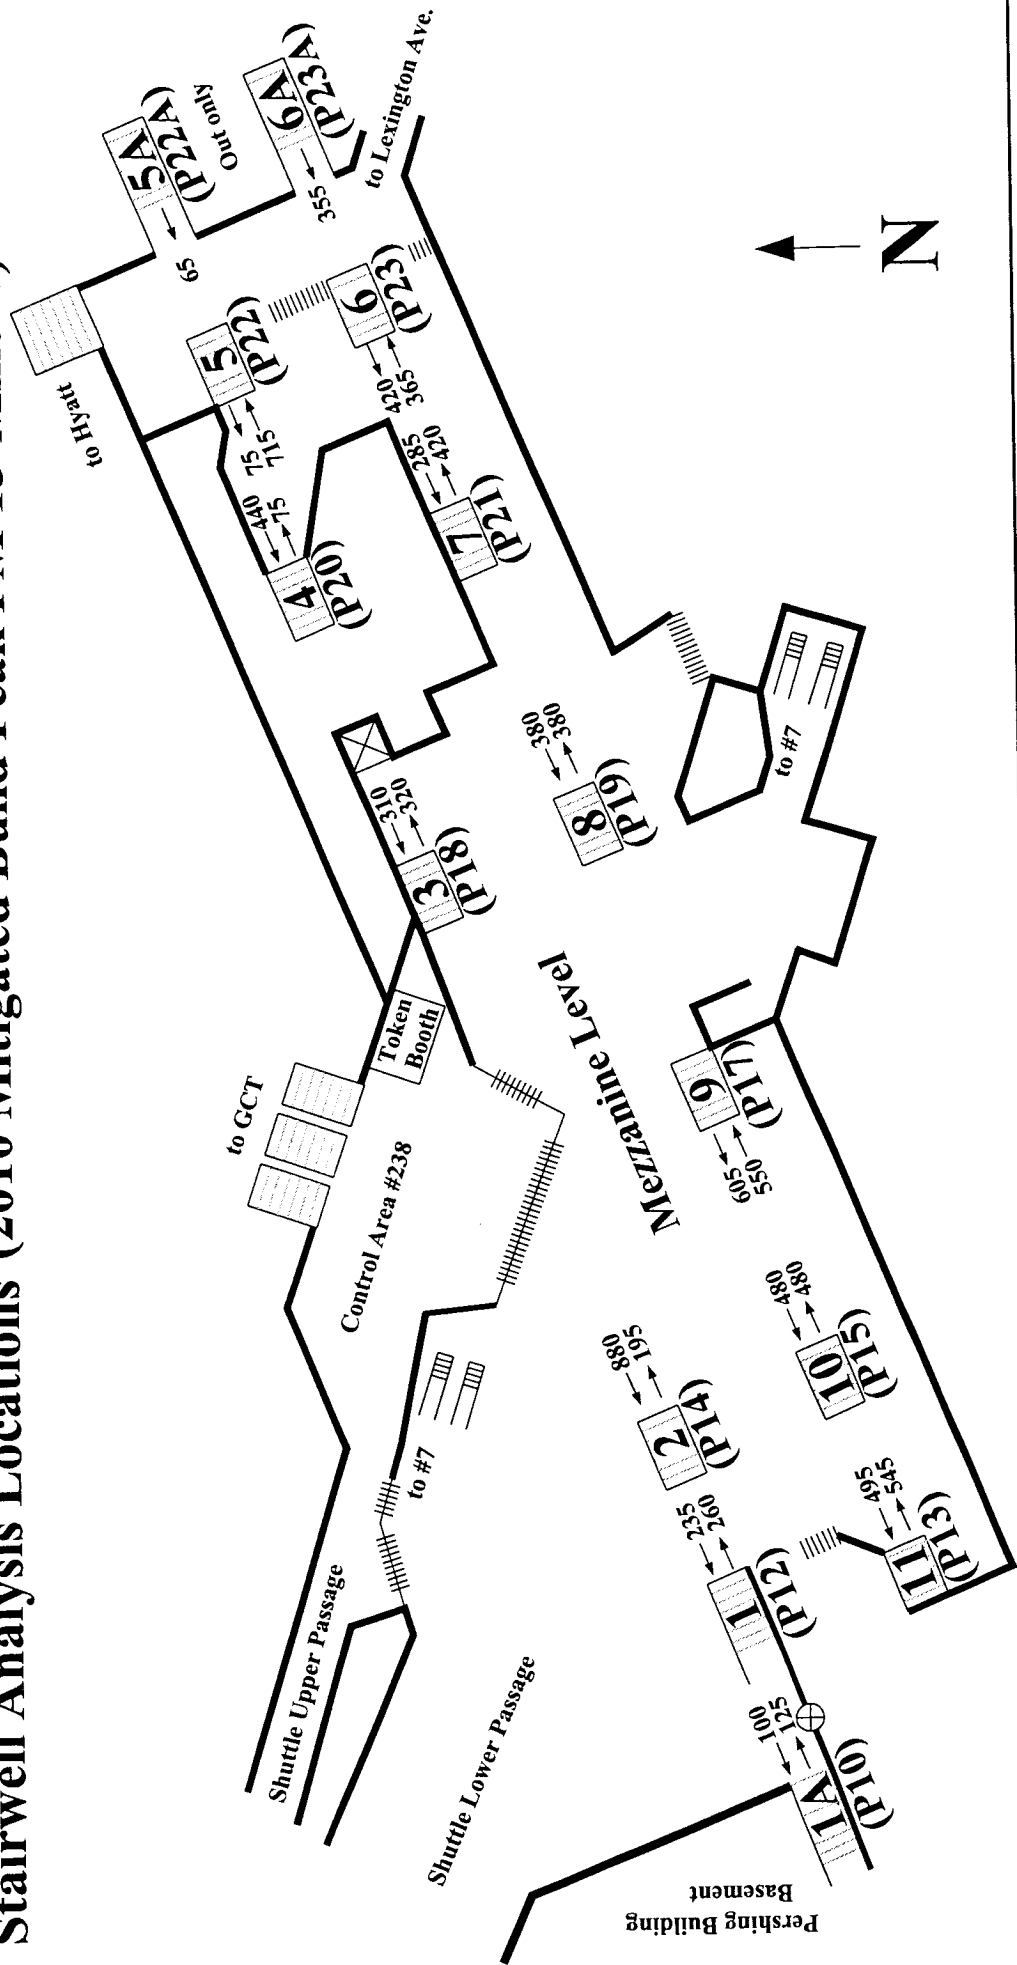 Stairwell Analysis Locations (2010 Mitigated Build Peak PM 15 Minutes)
5A
(P22A)
Out only
65
6A
(P23A)
355
to Lexington Ave.
to Hyatt
5
(P22)
75
715
6
(P23)
420
365
4
(P20)
440
75
7
(P21)
285
420
N
3
(P18)
310
320
8
(P19)
380
380
to #7
Token
Booth
to GCT
Control Area #238
Mezzanine Level
9
(P17)
605
550
10
(P15)
480
480
2
(P14)
880
195
to #7
11
(P13)
495
545
1
(P12)
235
260
Shuttle Upper Passage
Shuttle Lower Passage
1A
(P10)
100
125
Pershing Building
Basement